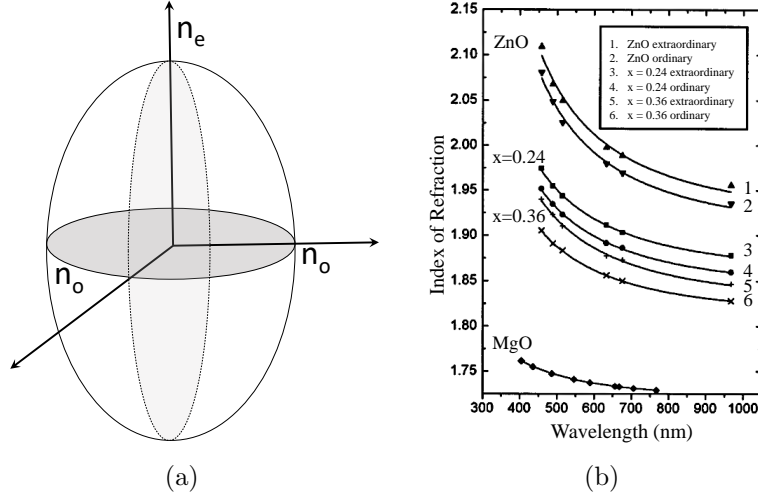 n_e
n_o
n_o
(a)
2.15
2.10
2.05
2.00
1.95
1.90
1.85
1.80
1.75
Index of Refraction
ZnO
1. ZnO extraordinary
2. ZnO ordinary
3. x = 0.24 extraordinary
4. x = 0.24 ordinary
5. x = 0.36 extraordinary
6. x = 0.36 ordinary
x=0.24
x=0.36
MgO
1
2
3
4
5
6
300 400 500 600 700 800 900 1000
Wavelength (nm)
(b)